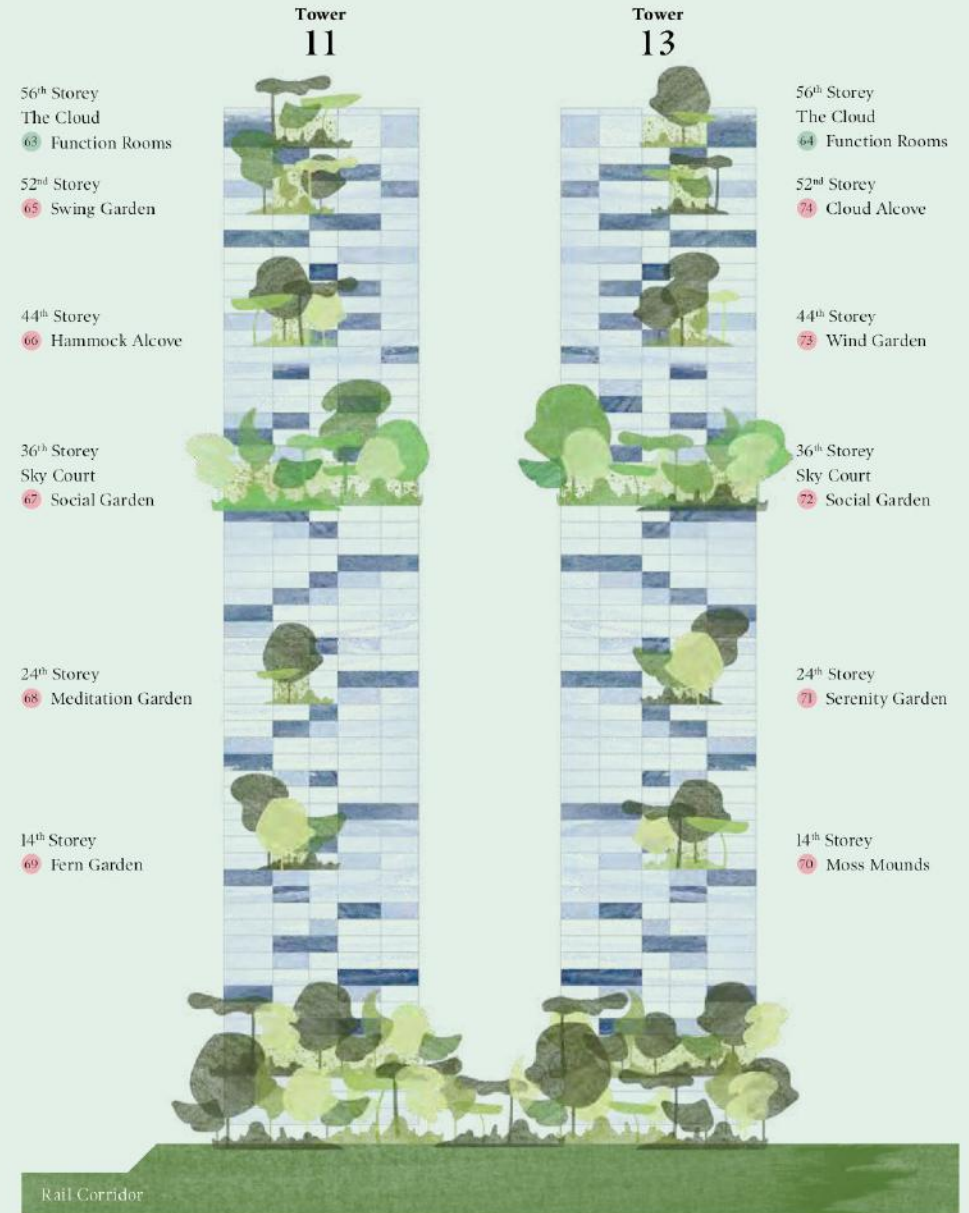 Tower
11
56th Storey
The Cloud
63 Function Rooms
52nd Storey
65 Swing Garden
44th Storey
66 Hammock Alcove
36th Storey
Sky Court
67 Social Garden
24th Storey
68 Meditation Garden
14th Storey
69 Fern Garden
Tower
13
56th Storey
The Cloud
64 Function Rooms
52nd Storey
74 Cloud Alcove
44th Storey
73 Wind Garden
36th Storey
Sky Court
72 Social Garden
24th Storey
71 Serenity Garden
14th Storey
70 Moss Mounds
Rail Corridor